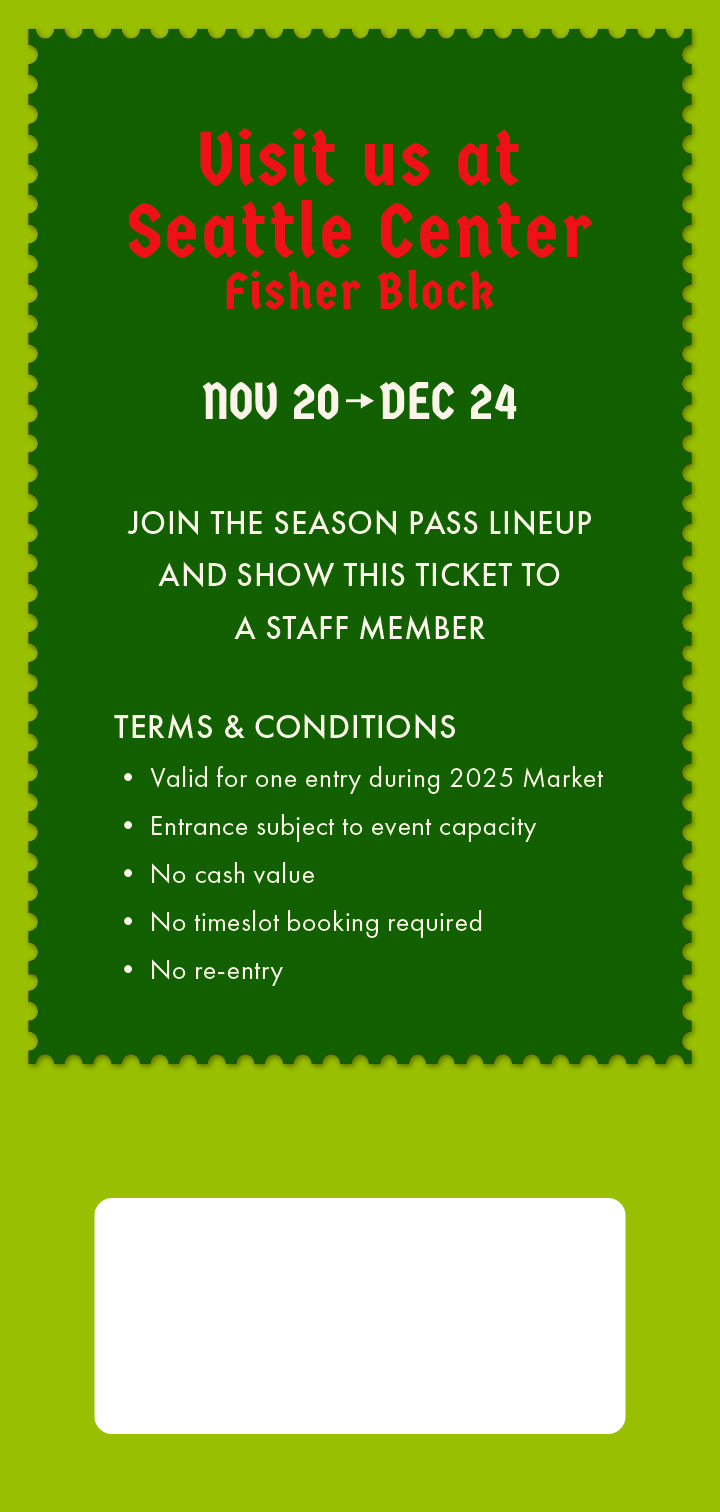 Visit us at
Seattle Center
Fisher Block
NOV 20→DEC 24
JOIN THE SEASON PASS LINEUP
AND SHOW THIS TICKET TO
A STAFF MEMBER
TERMS & CONDITIONS
• Valid for one entry during 2025 Market
• Entrance subject to event capacity
• No cash value
• No timeslot booking required
• No re-entry